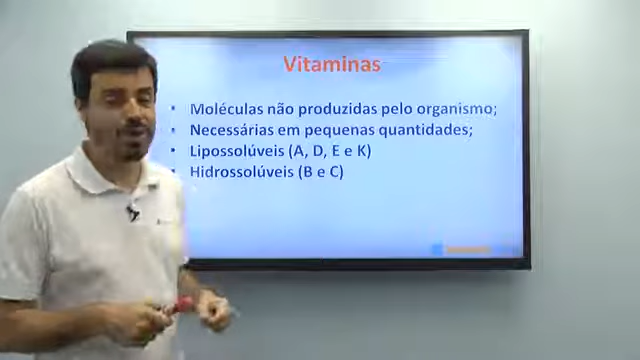 Vitaminas
• Moléculas não produzidas pelo organismo;
• Necessárias em pequenas quantidades;
• Lipossolúveis (A, D, E e K)
• Hidrossolúveis (B e C)